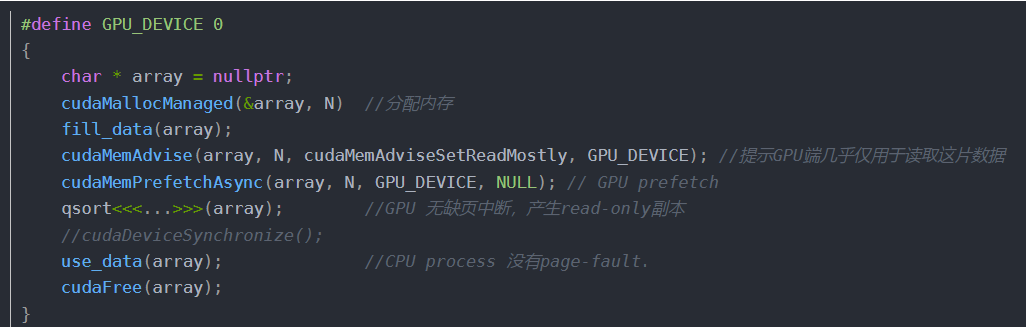 #define GPU_DEVICE 0
{
    char * array = nullptr;
    cudaMallocManaged(&array, N)  //分配内存
    fill_data(array);
    cudaMemAdvise(array, N, cudaMemAdviseSetReadMostly, GPU_DEVICE); //提示GPU端几乎仅用于读取这片数据
    cudaMemPrefetchAsync(array, N, GPU_DEVICE, NULL); // GPU prefetch
    qsort<<<...>>>(array);        //GPU 无缺页中断，产生read-only副本
    //cudaDeviceSynchronize();
    use_data(array);              //CPU process 没有page-fault.
    cudaFree(array);
}